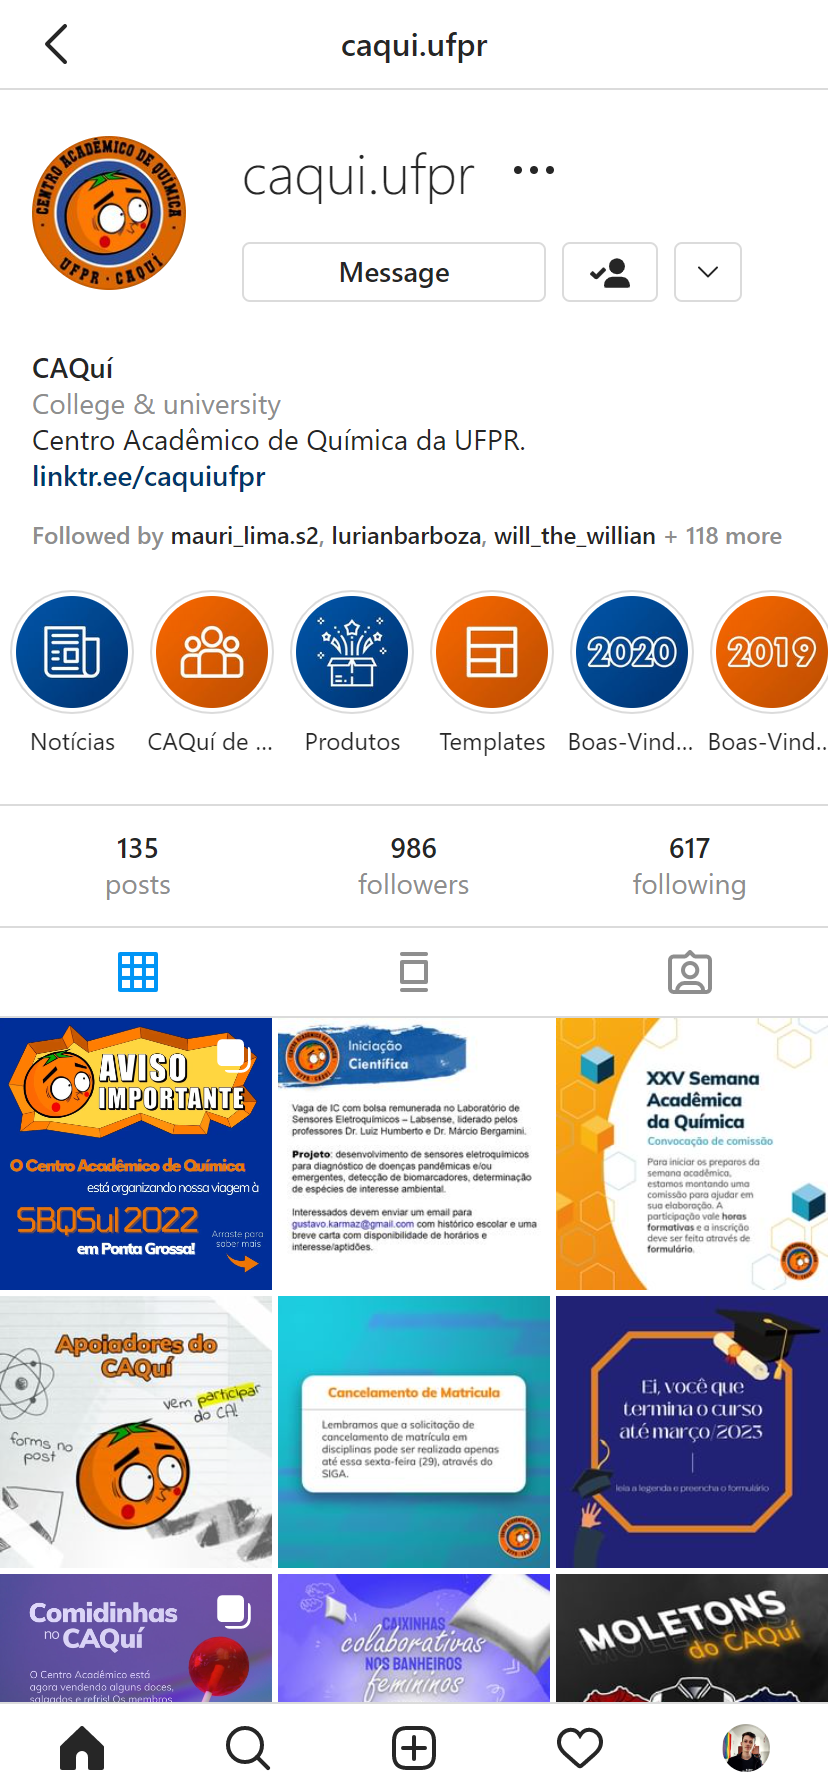 caqui.ufpr
CENTRO ACADÊMICO DE QUÍMICA
UFPR · CAQUÍ
caqui.ufpr
Message
CAQuí
College & university
Centro Acadêmico de Química da UFPR.
linktr.ee/caquiufpr
Followed by mauri_lima.s2, lurianbarboza, will_the_willian + 118 more
2020
2019
Notícias
CAQuí de ...
Produtos
Templates
Boas-Vind...
Boas-Vind...
135
posts
986
followers
617
following
AVISO
IMPORTANTE
O Centro Acadêmico de Química
está organizando nossa viagem à
SBQSul 2022
em Ponta Grossa!
Arraste para
saber mais
Iniciação
Científica
Vaga de IC com bolsa remunerada no Laboratório de
Sensores Eletroquímicos – Labsense, liderado pelos
professores Dr. Luiz Humberto e Dr. Márcio Bergamini.
Projeto: desenvolvimento de sensores eletroquímicos
para diagnóstico de doenças pandêmicas e/ou
emergentes, detecção de biomarcadores, determinação
de espécies de interesse ambiental.
Interessados devem enviar um email para
gustavo.karmaz@gmail.com com histórico escolar e uma
breve carta com disponibilidade de horários e
interesse/aptidões.
XXV Semana
Acadêmica
da Química
Convocação de comissão
Para iniciar os preparos da
semana acadêmica,
estamos montando uma
comissão para ajudar em
sua elaboração. A
participação vale horas
formativas e a inscrição
deve ser feita através de
formulário.
Apoiadores do
CAQuí
vem participar
do CA!
forms no
post
Cancelamento de Matricula
Lembramos que a solicitação de
cancelamento de matrícula em
disciplinas pode ser realizada apenas
até essa sexta-feira (29), através do
SIGA.
Ei, você que
termina o curso
até março/2023
leia a legenda e preencha o formulário
Comidinhas
no CAQuí
O Centro Acadêmico está
agora vendendo alguns doces,
salgados e refris! Os membros
CAIXINHAS
colaborativas
NOS BANHEIROS
femininos
MOLETONS
do CAQuí